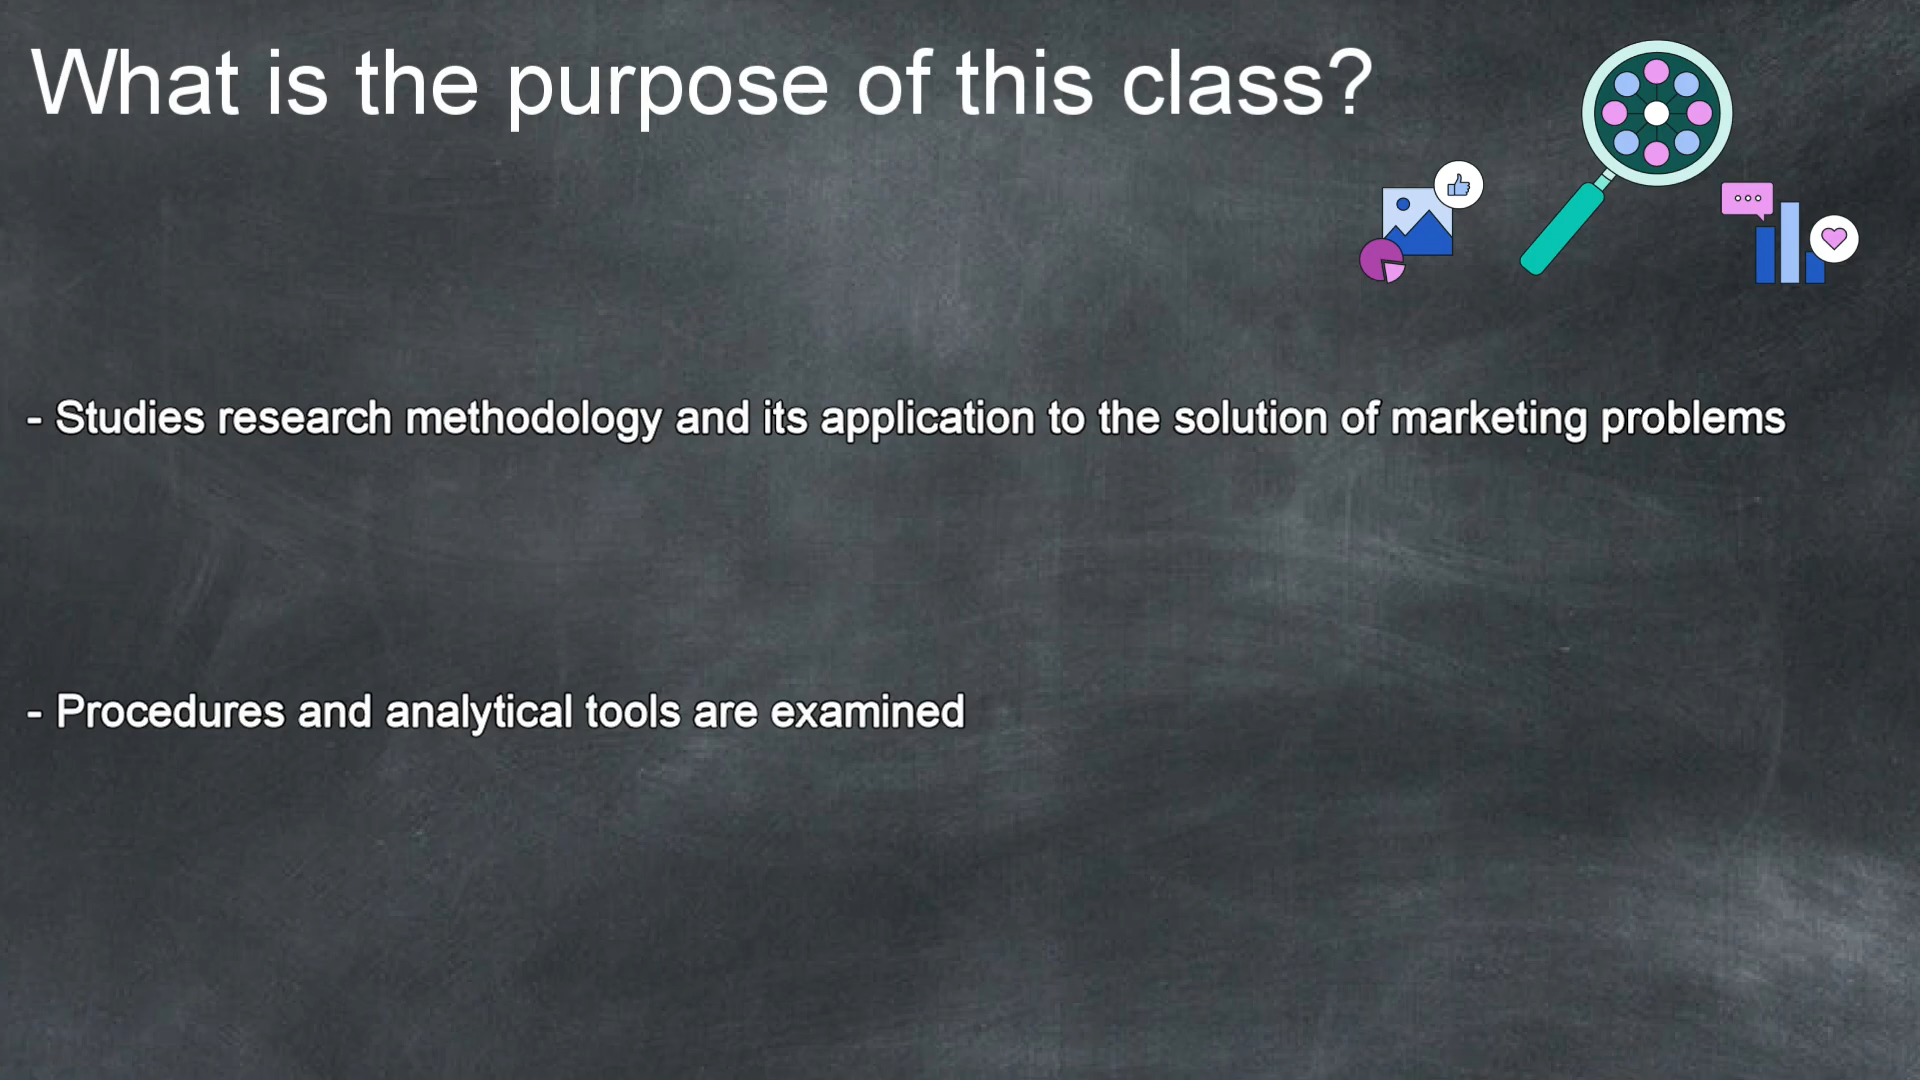 What is the purpose of this class?
- Studies research methodology and its application to the solution of marketing problems
- Procedures and analytical tools are examined